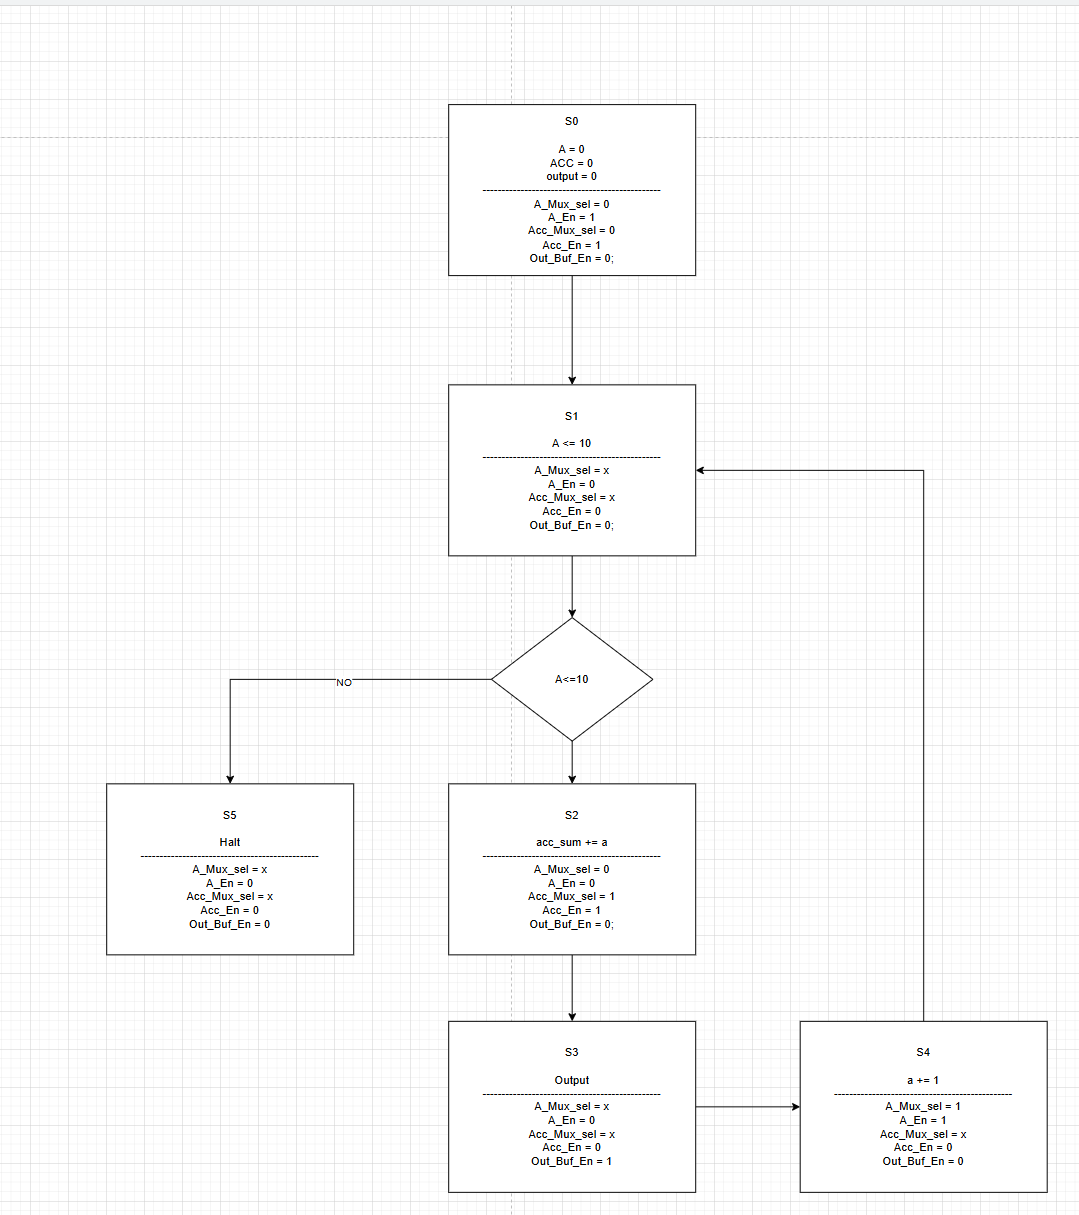 S0
A = 0
ACC = 0
output = 0
-----------------------------------------------
A_Mux_sel = 0
A_En = 1
Acc_Mux_sel = 0
Acc_En = 1
Out_Buf_En = 0;
S1
A <= 10
-----------------------------------------------
A_Mux_sel = x
A_En = 0
Acc_Mux_sel = x
Acc_En = 0
Out_Buf_En = 0;
A<=10
NO
S5
Halt
-----------------------------------------------
A_Mux_sel = x
A_En = 0
Acc_Mux_sel = x
Acc_En = 0
Out_Buf_En = 0
S2
acc_sum += a
-----------------------------------------------
A_Mux_sel = 0
A_En = 0
Acc_Mux_sel = 1
Acc_En = 1
Out_Buf_En = 0;
S3
Output
-----------------------------------------------
A_Mux_sel = x
A_En = 0
Acc_Mux_sel = x
Acc_En = 0
Out_Buf_En = 1
S4
a += 1
-----------------------------------------------
A_Mux_sel = 1
A_En = 1
Acc_Mux_sel = x
Acc_En = 0
Out_Buf_En = 0